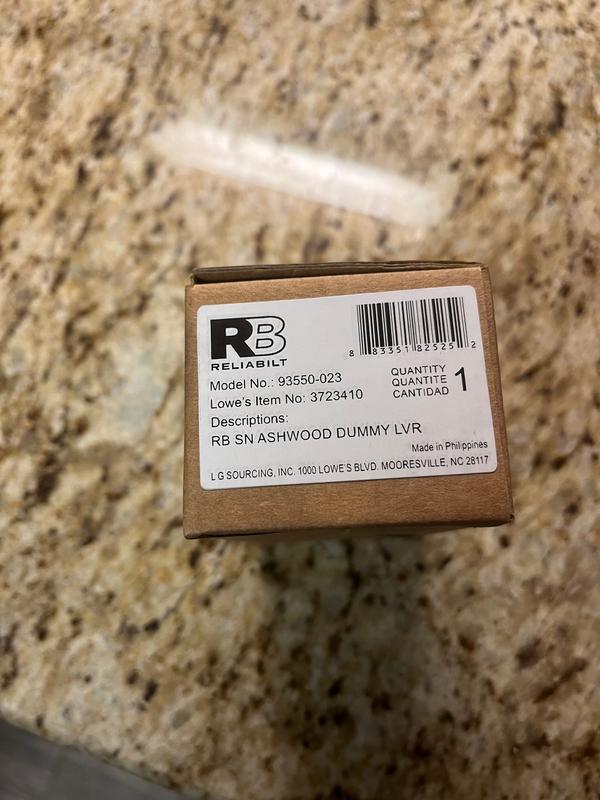 RB
RELIABILT
8 83351 82525 2
Model No.: 93550-023
Lowe's Item No: 3723410
QUANTITY
QUANTITE
CANTIDAD
1
Descriptions:
RB SN ASHWOOD DUMMY LVR
Made in Philippines
L G SOURCING, INC. 1000 LOWE'S BLVD. MOORESVILLE, NC 28117